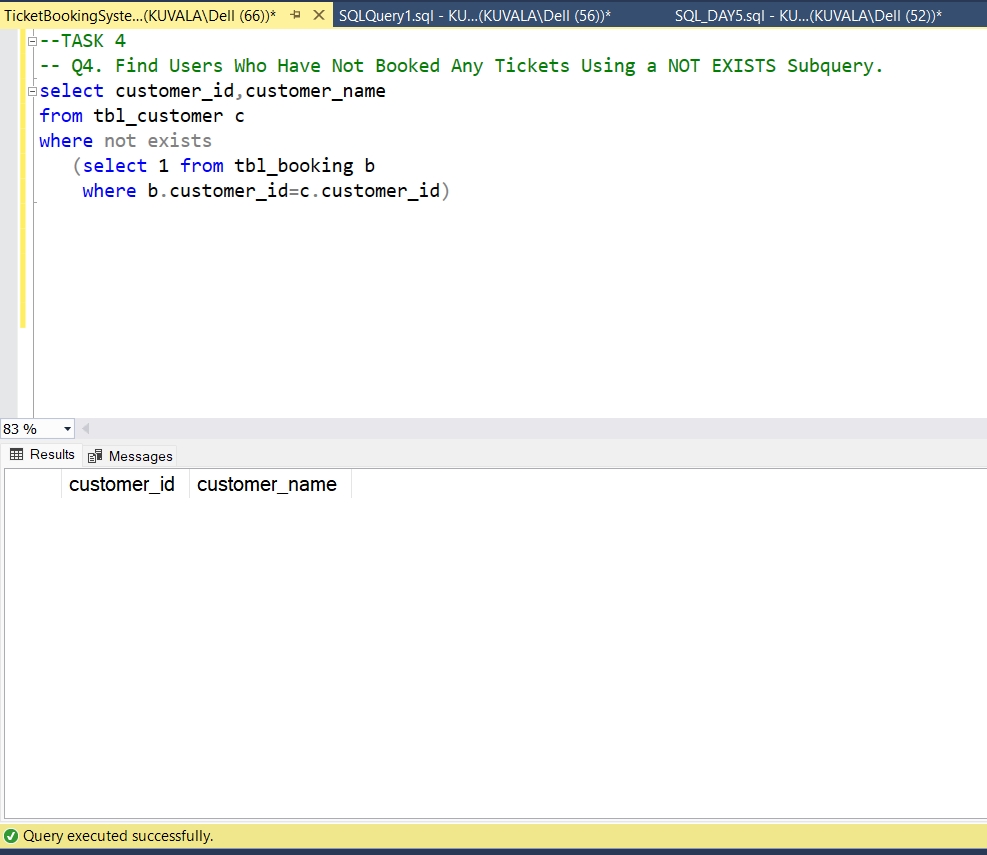 TicketBookingSyste...(KUVALA\Dell (66))* SQLQuery1.sql - KU...(KUVALA\Dell (56))* SQL_DAY5.sql - KU...(KUVALA\Dell (52))*
--TASK 4
-- Q4. Find Users Who Have Not Booked Any Tickets Using a NOT EXISTS Subquery.
select customer_id,customer_name
from tbl_customer c
where not exists
(select 1 from tbl_booking b
where b.customer_id=c.customer_id)
83 %
Results Messages
customer_id customer_name
Query executed successfully.